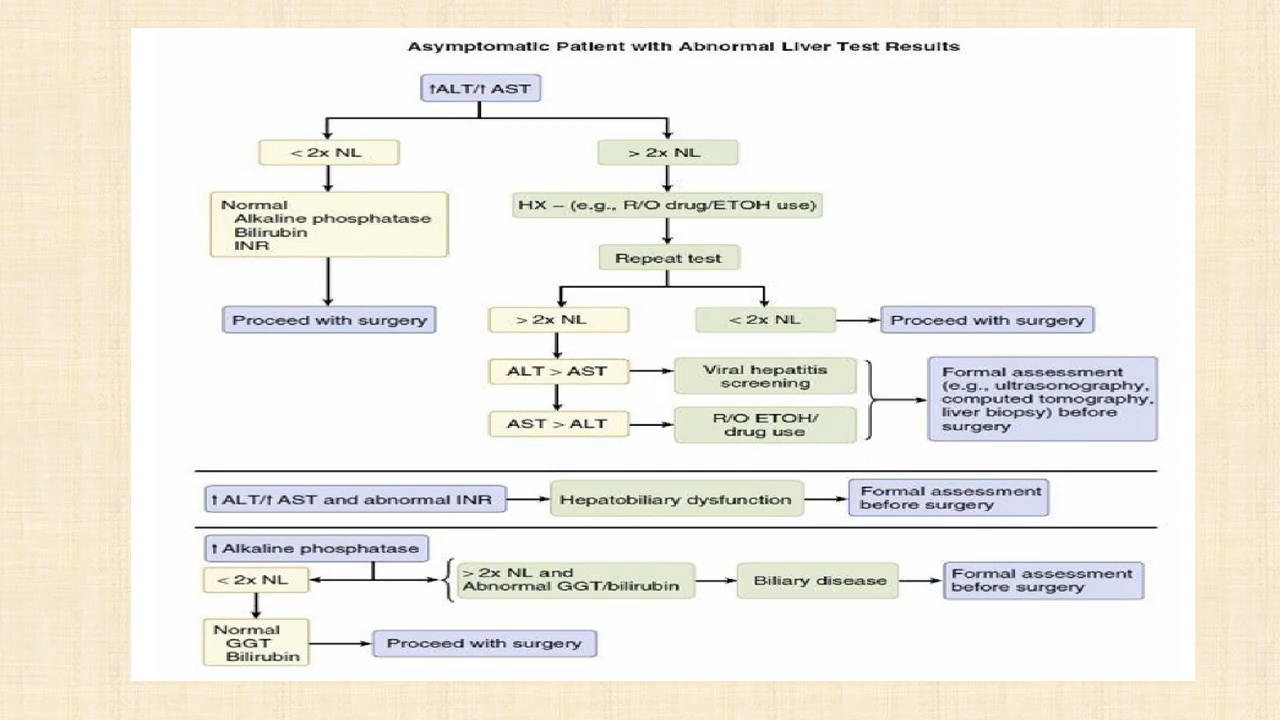 Asymptomatic Patient with Abnormal Liver Test Results
↑ALT/↑ AST
< 2x NL
> 2x NL
Normal
Alkaline phosphatase
Bilirubin
INR
HX – (e.g., R/O drug/ETOH use)
Repeat test
Proceed with surgery
> 2x NL
< 2x NL
Proceed with surgery
ALT > AST
Viral hepatitis
screening
AST > ALT
R/O ETOH/
drug use
Formal assessment
(e.g., ultrasonography,
computed tomography,
liver biopsy) before
surgery
↑ ALT/↑ AST and abnormal INR
Hepatobiliary dysfunction
Formal assessment
before surgery
↑ Alkaline phosphatase
< 2x NL
> 2x NL and
Abnormal GGT/bilirubin
Biliary disease
Formal assessment
before surgery
Normal
GGT
Bilirubin
Proceed with surgery